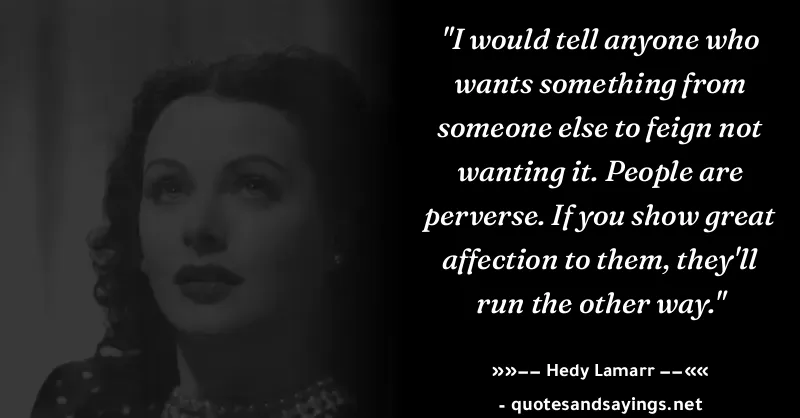 "I would tell anyone who
wants something from
someone else to feign not
wanting it. People are
perverse. If you show great
affection to them, they'll
run the other way."
»»−− Hedy Lamarr −−««
- quotesandsayings.net